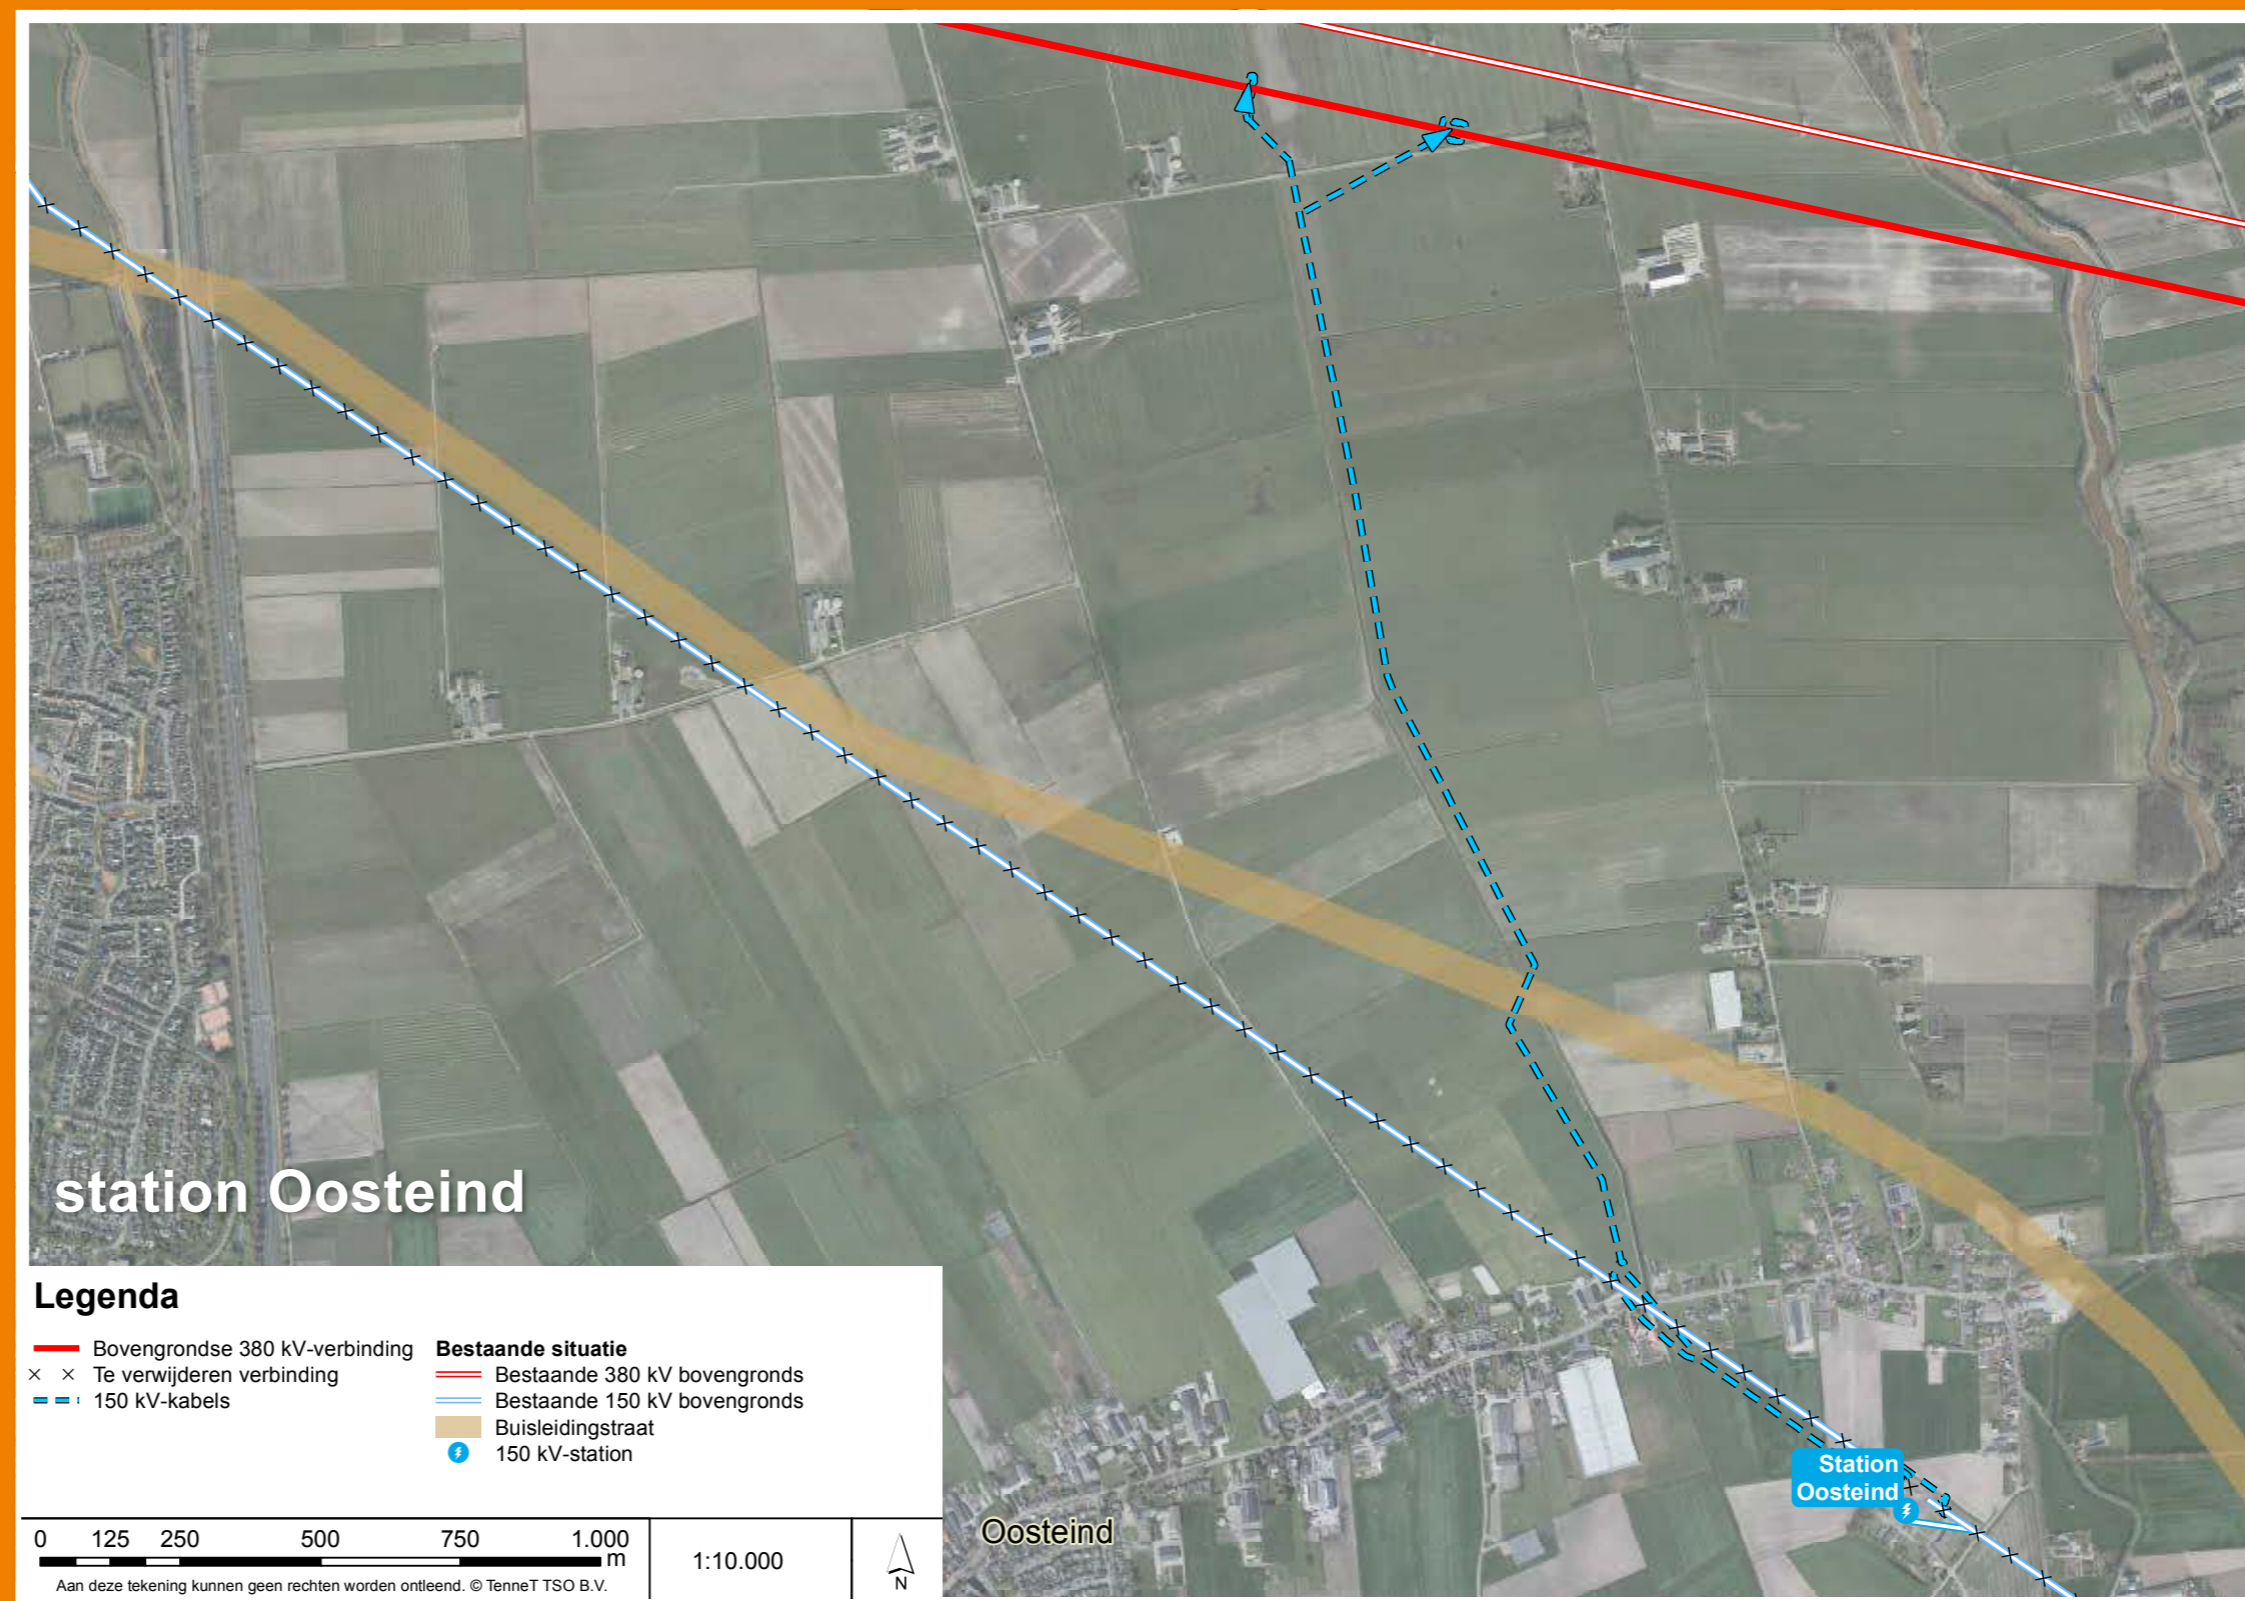 station Oosteind
Station
Oosteind
Oosteind
Legenda
Bovengrondse 380 kV-verbinding
× × Te verwijderen verbinding
150 kV-kabels
Bestaande situatie
Bestaande 380 kV bovengronds
Bestaande 150 kV bovengronds
Buisleidingstraat
150 kV-station
0 125 250 500 750 1.000
m
Aan deze tekening kunnen geen rechten worden ontleend. © TenneT TSO B.V.
1:10.000
N